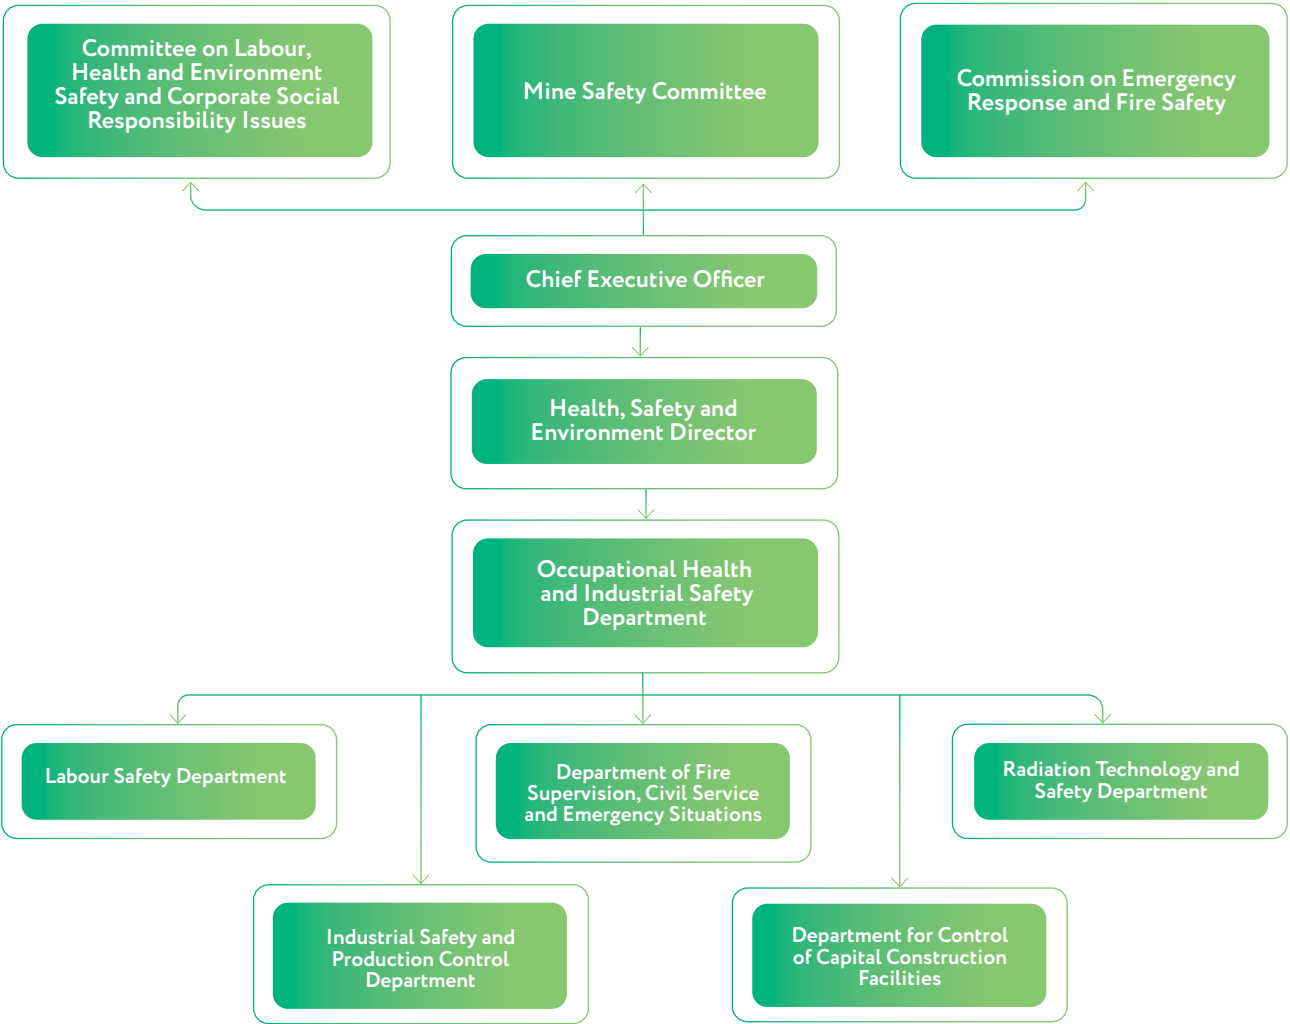 Committee on Labour,
Health and Environment
Safety and Corporate Social
Responsibility Issues
Mine Safety Committee
Commission on Emergency
Response and Fire Safety
Chief Executive Officer
Health, Safety and
Environment Director
Occupational Health
and Industrial Safety
Department
Labour Safety Department
Department of Fire
Supervision, Civil Service
and Emergency Situations
Radiation Technology and
Safety Department
Industrial Safety and
Production Control
Department
Department for Control
of Capital Construction
Facilities